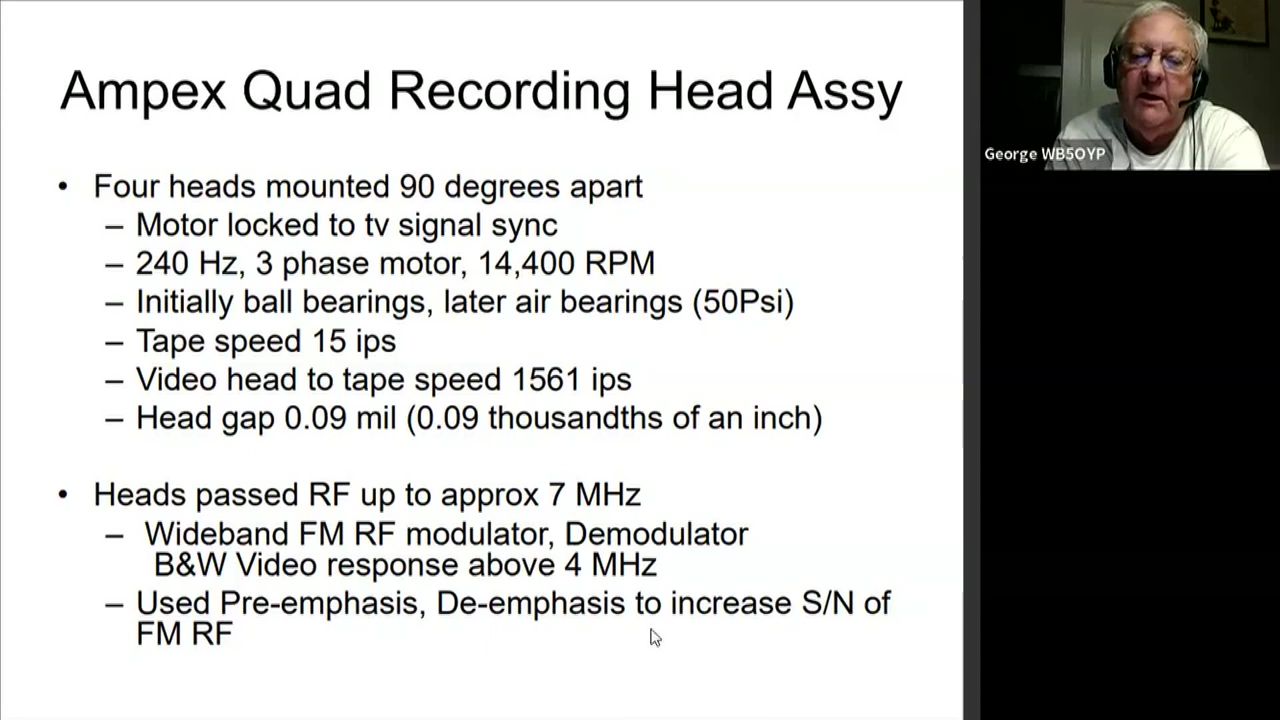 Ampex Quad Recording Head Assy
• Four heads mounted 90 degrees apart
– Motor locked to tv signal sync
– 240 Hz, 3 phase motor, 14,400 RPM
– Initially ball bearings, later air bearings (50Psi)
– Tape speed 15 ips
– Video head to tape speed 1561 ips
– Head gap 0.09 mil (0.09 thousandths of an inch)
• Heads passed RF up to approx 7 MHz
– Wideband FM RF modulator, Demodulator
B&W Video response above 4 MHz
– Used Pre-emphasis, De-emphasis to increase S/N of
FM RF
George WB5OYP